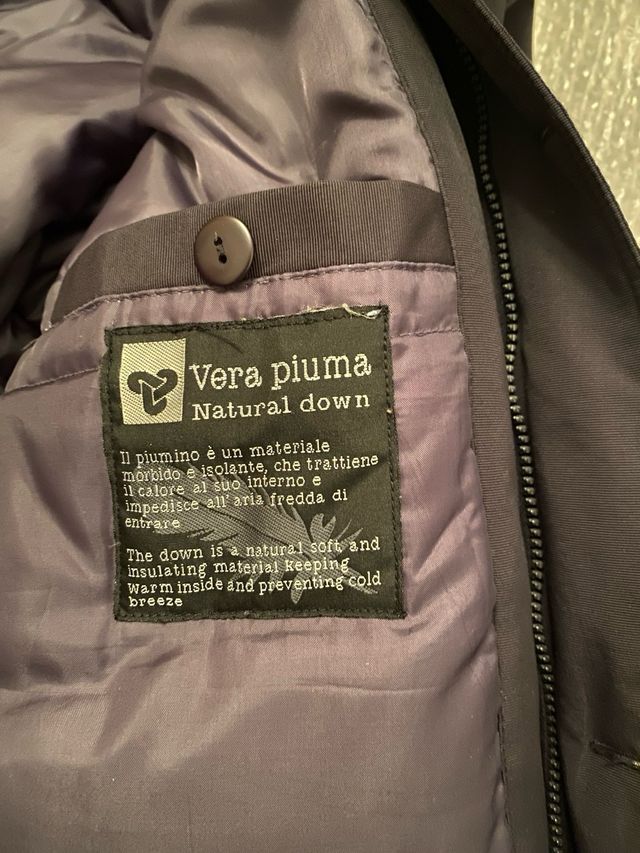 Vera piuma
Natural down
Il piumino è un materiale
morbido e isolante, che trattiene
il calore al suo interno e
impedisce all'aria fredda di
entrare
The down is a natural soft and
insulating material keeping
Warm inside and preventing cold
breeze